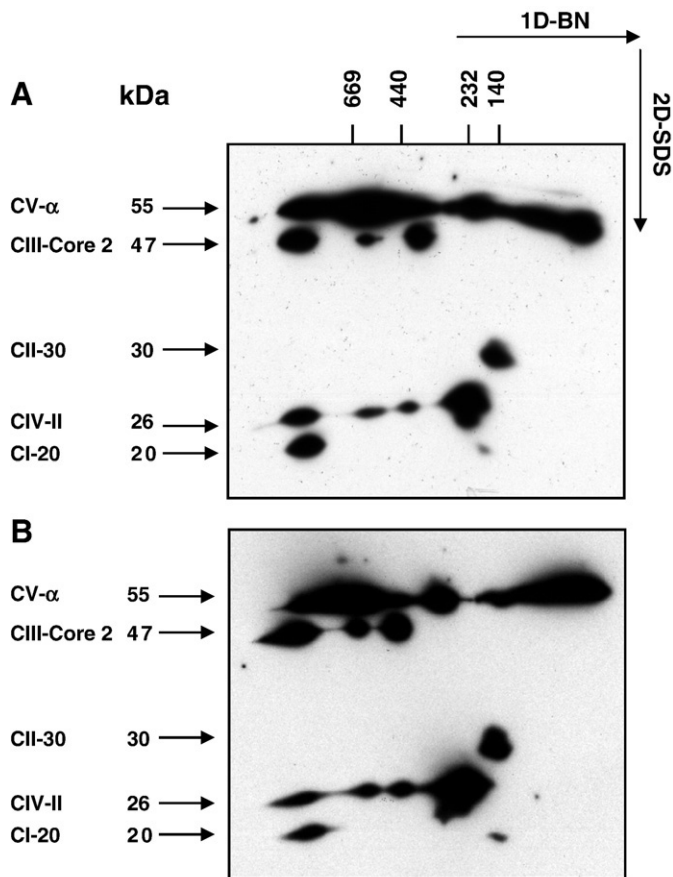 1D-BN
2D-SDS
A kDa 669 440 232 140
CV-α 55
CIII-Core 2 47
CII-30 30
CIV-II 26
CI-20 20
B
CV-α 55
CIII-Core 2 47
CII-30 30
CIV-II 26
CI-20 20